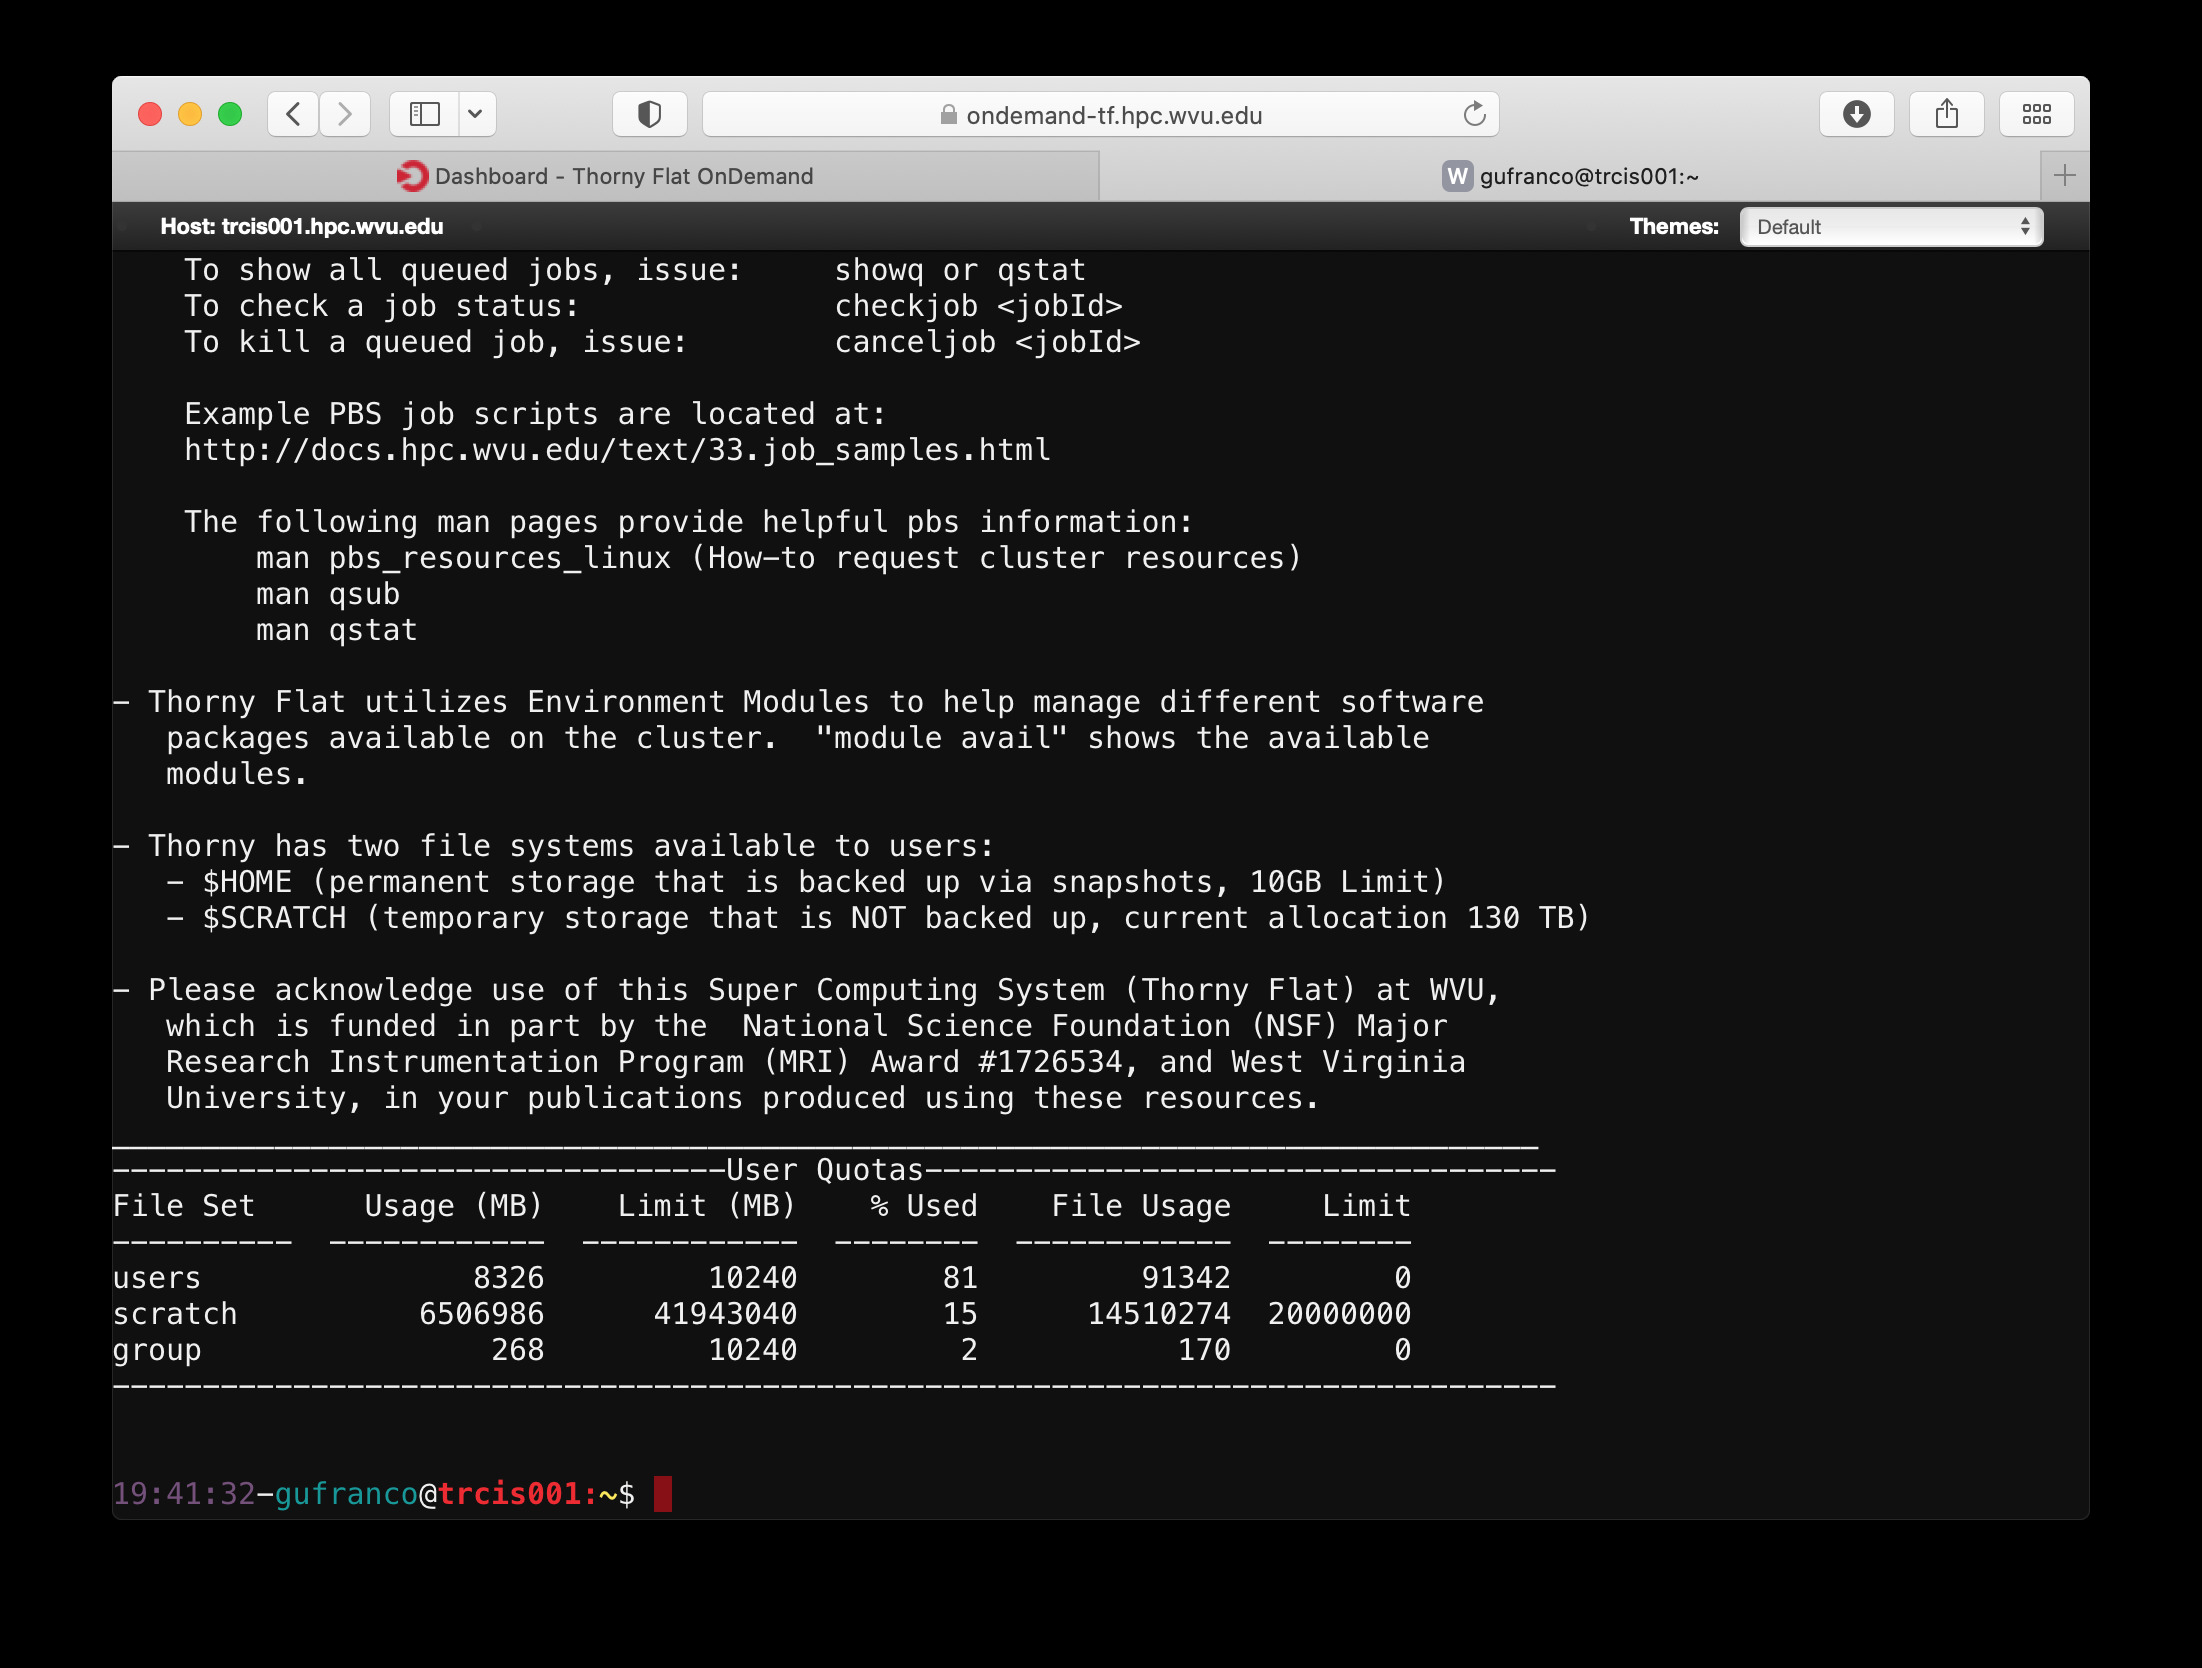 ondemand-tf.hpc.wvu.edu
Dashboard - Thorny Flat OnDemand
W gufranco@trcis001:~
Host: trcis001.hpc.wvu.edu
Themes: Default
To show all queued jobs, issue:     showq or qstat
To check a job status:              checkjob <jobId>
To kill a queued job, issue:        canceljob <jobId>
Example PBS job scripts are located at:
http://docs.hpc.wvu.edu/text/33.job_samples.html
The following man pages provide helpful pbs information:
man pbs_resources_linux (How-to request cluster resources)
man qsub
man qstat
- Thorny Flat utilizes Environment Modules to help manage different software
packages available on the cluster.  "module avail" shows the available
modules.
- Thorny has two file systems available to users:
- $HOME (permanent storage that is backed up via snapshots, 10GB Limit)
- $SCRATCH (temporary storage that is NOT backed up, current allocation 130 TB)
- Please acknowledge use of this Super Computing System (Thorny Flat) at WVU,
which is funded in part by the  National Science Foundation (NSF) Major
Research Instrumentation Program (MRI) Award #1726534, and West Virginia
University, in your publications produced using these resources.
----------------------------------User Quotas-----------------------------------
File Set      Usage (MB)    Limit (MB)    % Used    File Usage     Limit
----------  ------------  ------------  --------  ------------  --------
users               8326         10240        81         91342         0
scratch          6506986      41943040        15      14510274  20000000
group                268         10240         2           170         0
--------------------------------------------------------------------------------
19:41:32-gufranco@trcis001:~$